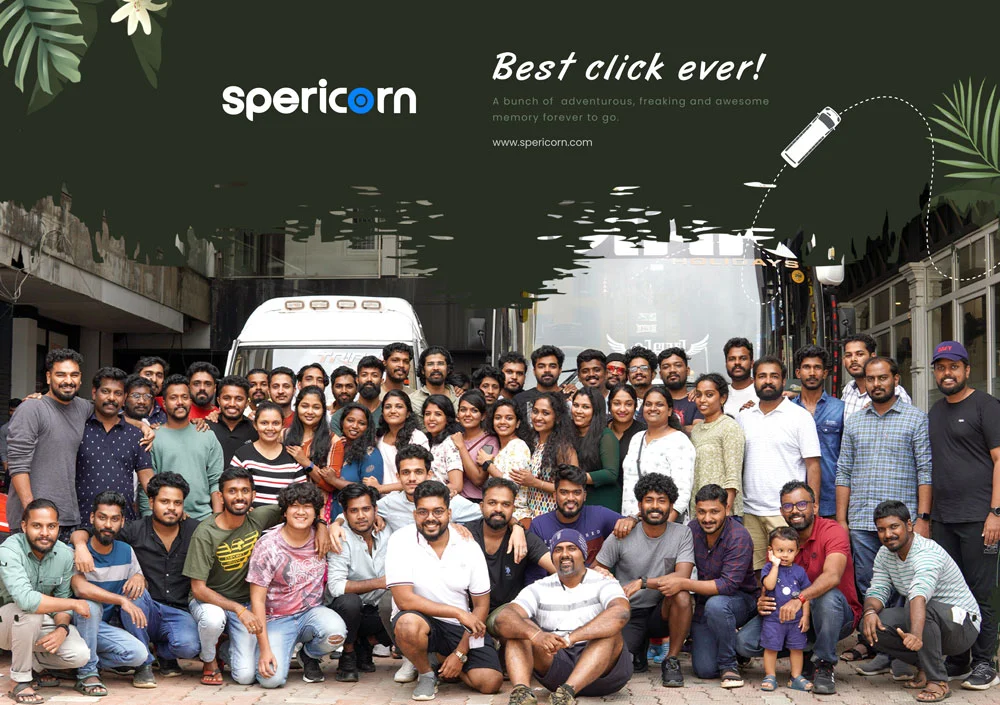 spericorn
Best click ever!
A bunch of adventurous, freaking and awesome
memory forever to go.
www.spericorn.com